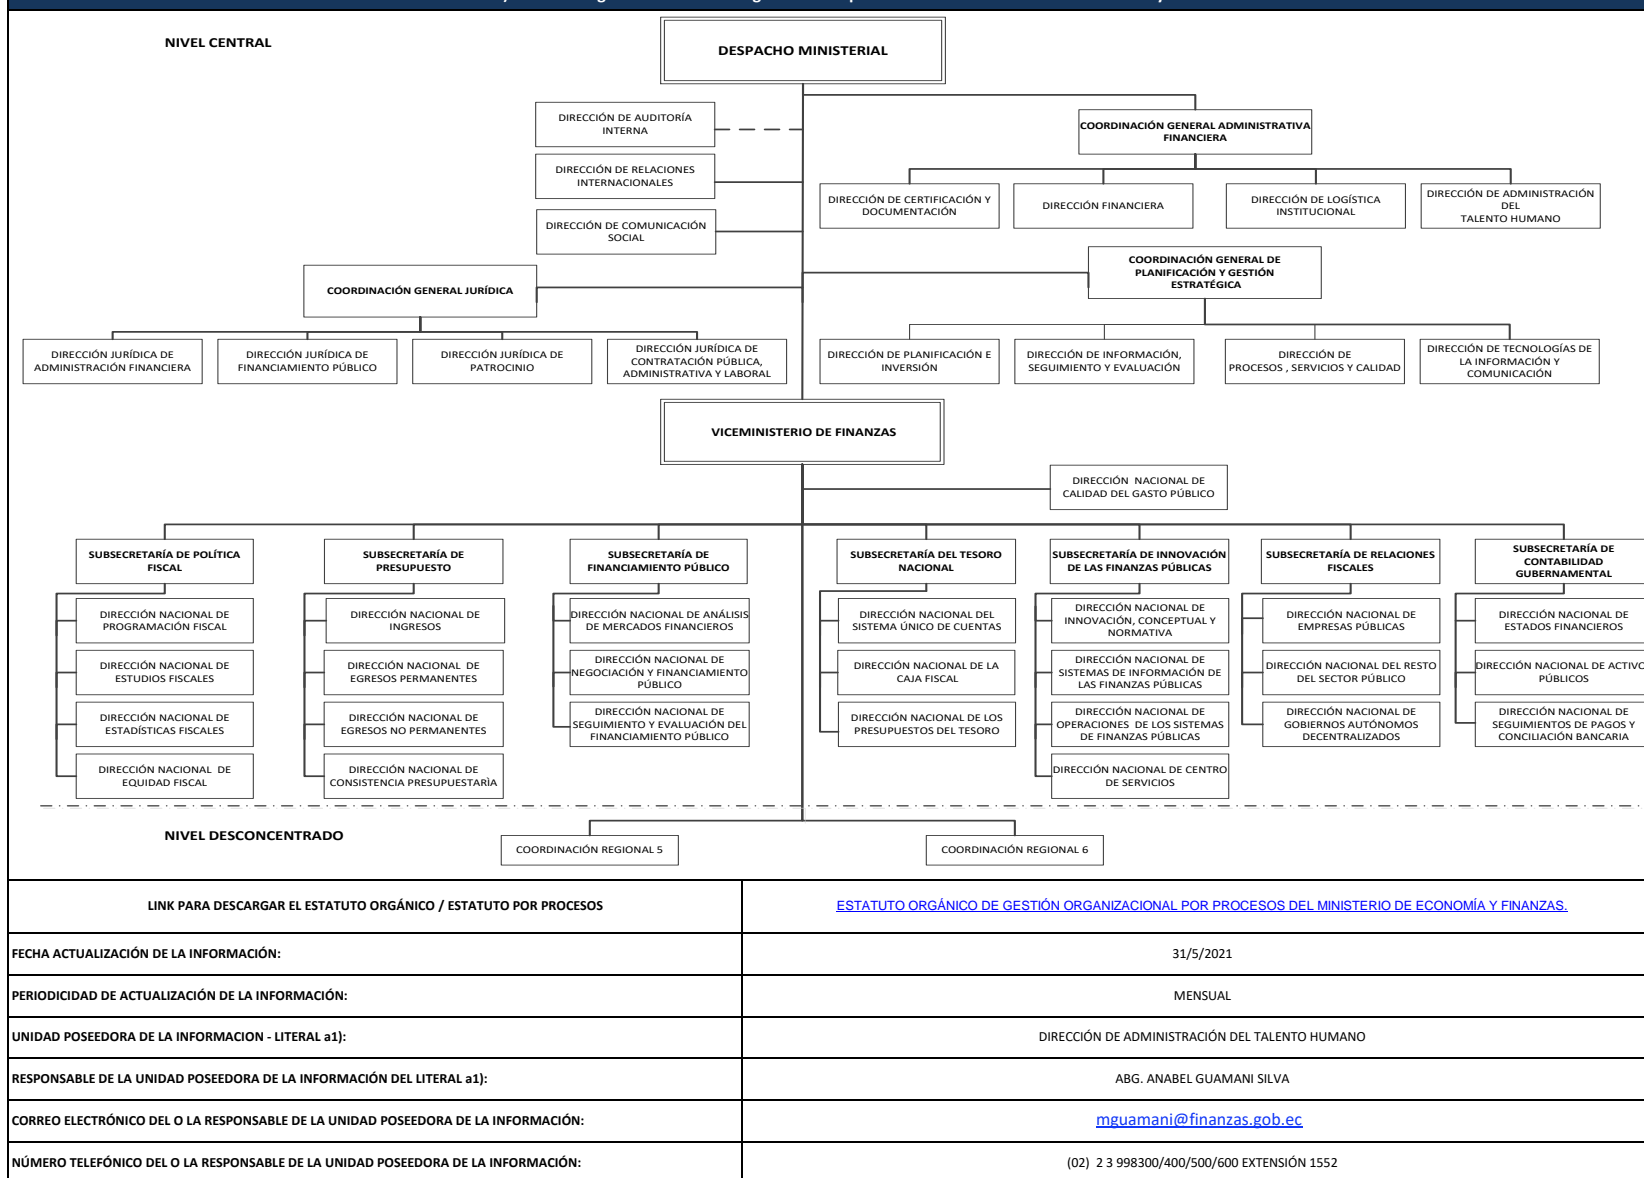 NIVEL CENTRAL
DESPACHO MINISTERIAL
DIRECCIÓN DE AUDITORÍA
INTERNA
COORDINACIÓN GENERAL ADMINISTRATIVA
FINANCIERA
DIRECCIÓN DE RELACIONES
INTERNACIONALES
DIRECCIÓN DE CERTIFICACIÓN Y
DOCUMENTACIÓN
DIRECCIÓN FINANCIERA
DIRECCIÓN DE LOGÍSTICA
INSTITUCIONAL
DIRECCIÓN DE ADMINISTRACIÓN
DEL
TALENTO HUMANO
DIRECCIÓN DE COMUNICACIÓN
SOCIAL
COORDINACIÓN GENERAL JURÍDICA
COORDINACIÓN GENERAL DE
PLANIFICACIÓN Y GESTIÓN
ESTRATÉGICA
DIRECCIÓN JURÍDICA DE
ADMINISTRACIÓN FINANCIERA
DIRECCIÓN JURÍDICA DE
FINANCIAMIENTO PÚBLICO
DIRECCIÓN JURÍDICA DE
PATROCINIO
DIRECCIÓN JURÍDICA DE
CONTRATACIÓN PÚBLICA,
ADMINISTRATIVA Y LABORAL
DIRECCIÓN DE PLANIFICACIÓN E
INVERSIÓN
DIRECCIÓN DE INFORMACIÓN,
SEGUIMIENTO Y EVALUACIÓN
DIRECCIÓN DE
PROCESOS , SERVICIOS Y CALIDAD
DIRECCIÓN DE TECNOLOGÍAS DE
LA INFORMACIÓN Y
COMUNICACIÓN
VICEMINISTERIO DE FINANZAS
DIRECCIÓN NACIONAL DE
CALIDAD DEL GASTO PÚBLICO
SUBSECRETARÍA DE POLÍTICA
FISCAL
DIRECCIÓN NACIONAL DE
PROGRAMACIÓN FISCAL
DIRECCIÓN NACIONAL DE
ESTUDIOS FISCALES
DIRECCIÓN NACIONAL DE
ESTADÍSTICAS FISCALES
DIRECCIÓN NACIONAL DE
EQUIDAD FISCAL
SUBSECRETARÍA DE
PRESUPUESTO
DIRECCIÓN NACIONAL DE
INGRESOS
DIRECCIÓN NACIONAL DE
EGRESOS PERMANENTES
DIRECCIÓN NACIONAL DE
EGRESOS NO PERMANENTES
DIRECCIÓN NACIONAL DE
CONSISTENCIA PRESUPUESTARÌA
SUBSECRETARÍA DE
FINANCIAMIENTO PÚBLICO
DIRECCIÓN NACIONAL DE ANÁLISIS
DE MERCADOS FINANCIEROS
DIRECCIÓN NACIONAL DE
NEGOCIACIÓN Y FINANCIAMIENTO
PÚBLICO
DIRECCIÓN NACIONAL DE
SEGUIMIENTO Y EVALUACIÓN DEL
FINANCIAMIENTO PÚBLICO
SUBSECRETARÍA DEL TESORO
NACIONAL
DIRECCIÓN NACIONAL DEL
SISTEMA ÚNICO DE CUENTAS
DIRECCIÓN NACIONAL DE LA
CAJA FISCAL
DIRECCIÓN NACIONAL DE LOS
PRESUPUESTOS DEL TESORO
SUBSECRETARÍA DE INNOVACIÓN
DE LAS FINANZAS PÚBLICAS
DIRECCIÓN NACIONAL DE
INNOVACIÓN, CONCEPTUAL Y
NORMATIVA
DIRECCIÓN NACIONAL DE
SISTEMAS DE INFORMACIÓN DE
LAS FINANZAS PÚBLICAS
DIRECCIÓN NACIONAL DE
OPERACIONES DE LOS SISTEMAS
DE FINANZAS PÚBLICAS
DIRECCIÓN NACIONAL DE CENTRO
DE SERVICIOS
SUBSECRETARÍA DE RELACIONES
FISCALES
DIRECCIÓN NACIONAL DE
EMPRESAS PÚBLICAS
DIRECCIÓN NACIONAL DEL RESTO
DEL SECTOR PÚBLICO
DIRECCIÓN NACIONAL DE
GOBIERNOS AUTÓNOMOS
DECENTRALIZADOS
SUBSECRETARÍA DE
CONTABILIDAD
GUBERNAMENTAL
DIRECCIÓN NACIONAL DE
ESTADOS FINANCIEROS
DIRECCIÓN NACIONAL DE ACTIVO
PÚBLICOS
DIRECCIÓN NACIONAL DE
SEGUIMIENTOS DE PAGOS Y
CONCILIACIÓN BANCARIA
NIVEL DESCONCENTRADO
COORDINACIÓN REGIONAL 5
COORDINACIÓN REGIONAL 6
LINK PARA DESCARGAR EL ESTATUTO ORGÁNICO / ESTATUTO POR PROCESOS
ESTATUTO ORGÁNICO DE GESTIÓN ORGANIZACIONAL POR PROCESOS DEL MINISTERIO DE ECONOMÍA Y FINANZAS.
FECHA ACTUALIZACIÓN DE LA INFORMACIÓN:
31/5/2021
PERIODICIDAD DE ACTUALIZACIÓN DE LA INFORMACIÓN:
MENSUAL
UNIDAD POSEEDORA DE LA INFORMACION - LITERAL a1):
DIRECCIÓN DE ADMINISTRACIÓN DEL TALENTO HUMANO
RESPONSABLE DE LA UNIDAD POSEEDORA DE LA INFORMACIÓN DEL LITERAL a1):
ABG. ANABEL GUAMANI SILVA
CORREO ELECTRÓNICO DEL O LA RESPONSABLE DE LA UNIDAD POSEEDORA DE LA INFORMACIÓN:
mguamani@finanzas.gob.ec
NÚMERO TELEFÓNICO DEL O LA RESPONSABLE DE LA UNIDAD POSEEDORA DE LA INFORMACIÓN:
(02) 2 3 998300/400/500/600 EXTENSIÓN 1552